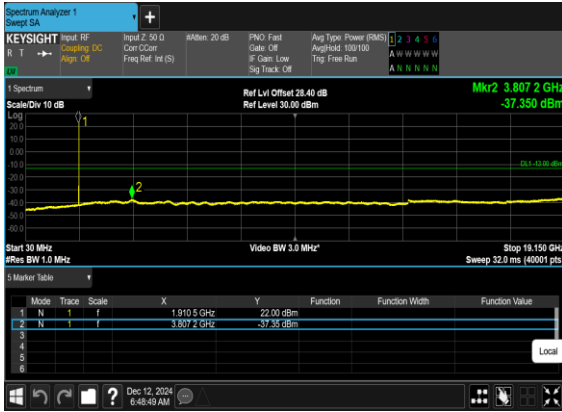 Spectrum Analyzer 1
Swept SA
+
KEYSIGHT Input: RF Input Z: 50 Ω #Atten: 20 dB PNO: Fast Avg Type: Power (RMS) 1 2 3 4 5 6
R T Coupling: DC Corr CCorr Gate: Off Avg|Hold: 100/100 A W W W W W
Align: Off Freq Ref: Int (S) IF Gain: Low Trig: Free Run
Sig Track: Off A N N N N N
1 Spectrum
Ref Lvl Offset 28.40 dB Mkr2 3.807 2 GHz
Scale/Div 10 dB Ref Level 30.00 dBm -37.350 dBm
Log
20.0
10.0
0.00
-10.0
-20.0
-30.0
-40.0
-50.0
-60.0
1
2
DL1 -13.00 dBm
Start 30 MHz Video BW 3.0 MHz* Stop 19.150 GHz
#Res BW 1.0 MHz Sweep 32.0 ms (40001 pts)
5 Marker Table
Mode Trace Scale X Y Function Function Width Function Value
1 N 1 f 1.910 5 GHz 22.00 dBm
2 N 1 f 3.807 2 GHz -37.35 dBm
3
4
5
6
Local
?
Dec 12, 2024
6:48:49 AM